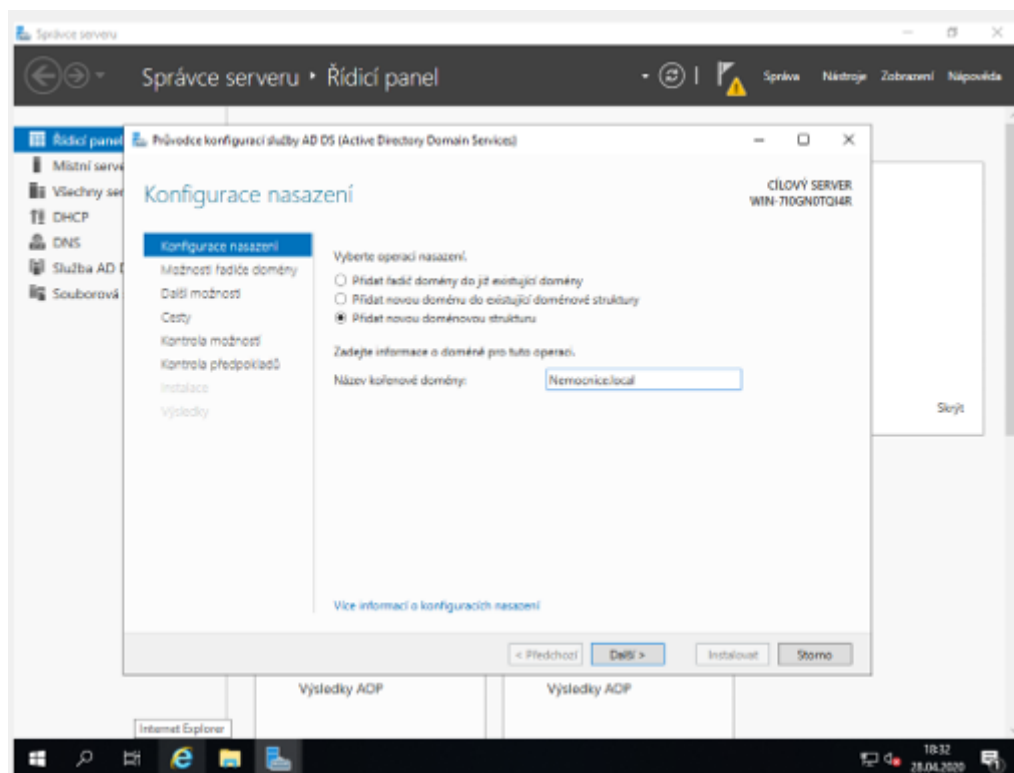 Správce serveru
Správce serveru • Řídicí panel
Správa Nástroje Zobrazení Nápověda
Řídicí panel
Místní serve
Všechny ser
DHCP
DNS
Služba AD D
Souborová
Průvodce konfigurací služby AD DS (Active Directory Domain Services)
Konfigurace nasazení
CÍLOVÝ SERVER
WIN-7I0GN0TQI4R
Konfigurace nasazení
Možnosti řadiče domény
Další možnosti
Cesty
Kontrola možností
Kontrola předpokladů
Instalace
Výsledky
Vyberte operaci nasazení.
Přidat řadič domény do již existující domény
Přidat novou doménu do existující doménové struktury
Přidat novou doménovou strukturu
Zadejte informace o doméně pro tuto operaci.
Název kořenové domény: Nemocnice.local
Více informací o konfiguracích nasazení
< Předchozí Další > Instalovat Storno
Skrýt
Výsledky AOP
Výsledky AOP
Internet Explorer
18:32
28.04.2020